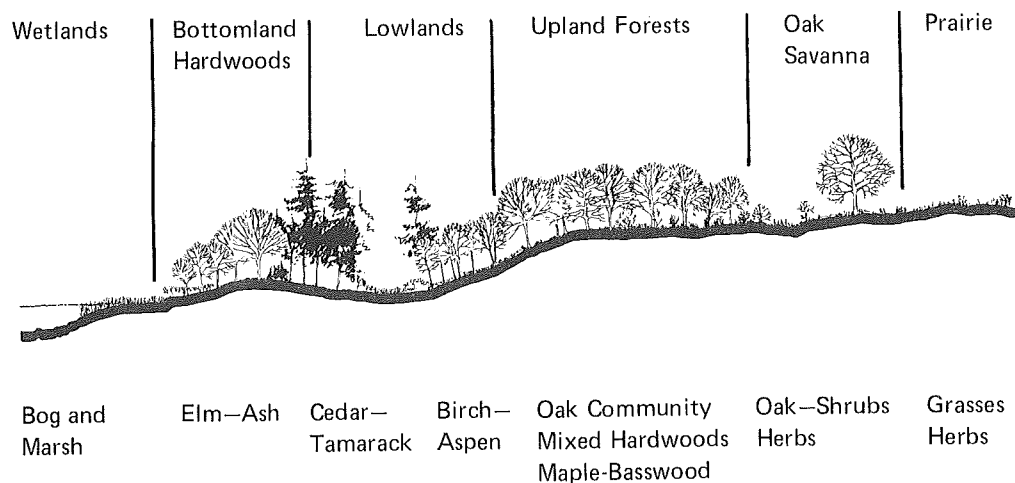 Wetlands
Bottomland
Hardwoods
Lowlands
Upland Forests
Oak
Savanna
Prairie
Bog and
Marsh
Elm—Ash
Cedar—
Tamarack
Birch—
Aspen
Oak Community
Mixed Hardwoods
Maple-Basswood
Oak—Shrubs
Herbs
Grasses
Herbs